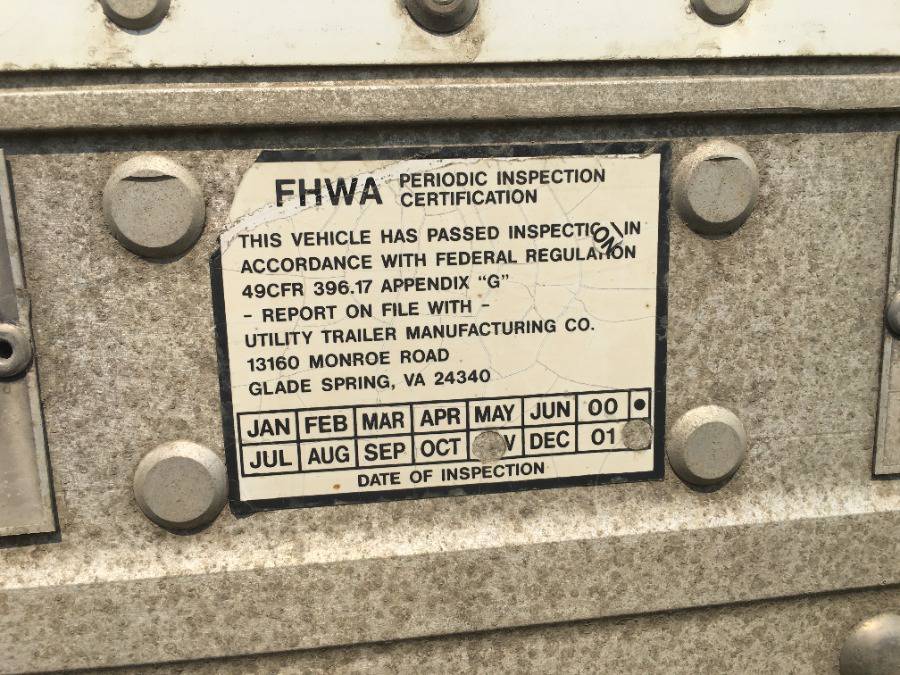 FHWA PERIODIC INSPECTION
CERTIFICATION
THIS VEHICLE HAS PASSED INSPECTION IN
ACCORDANCE WITH FEDERAL REGULATION
49CFR 396.17 APPENDIX "G"
- REPORT ON FILE WITH -
UTILITY TRAILER MANUFACTURING CO.
13160 MONROE ROAD
GLADE SPRING, VA 24340
JAN FEB MAR APR MAY JUN 00 •
JUL AUG SEP OCT V DEC 01
DATE OF INSPECTION